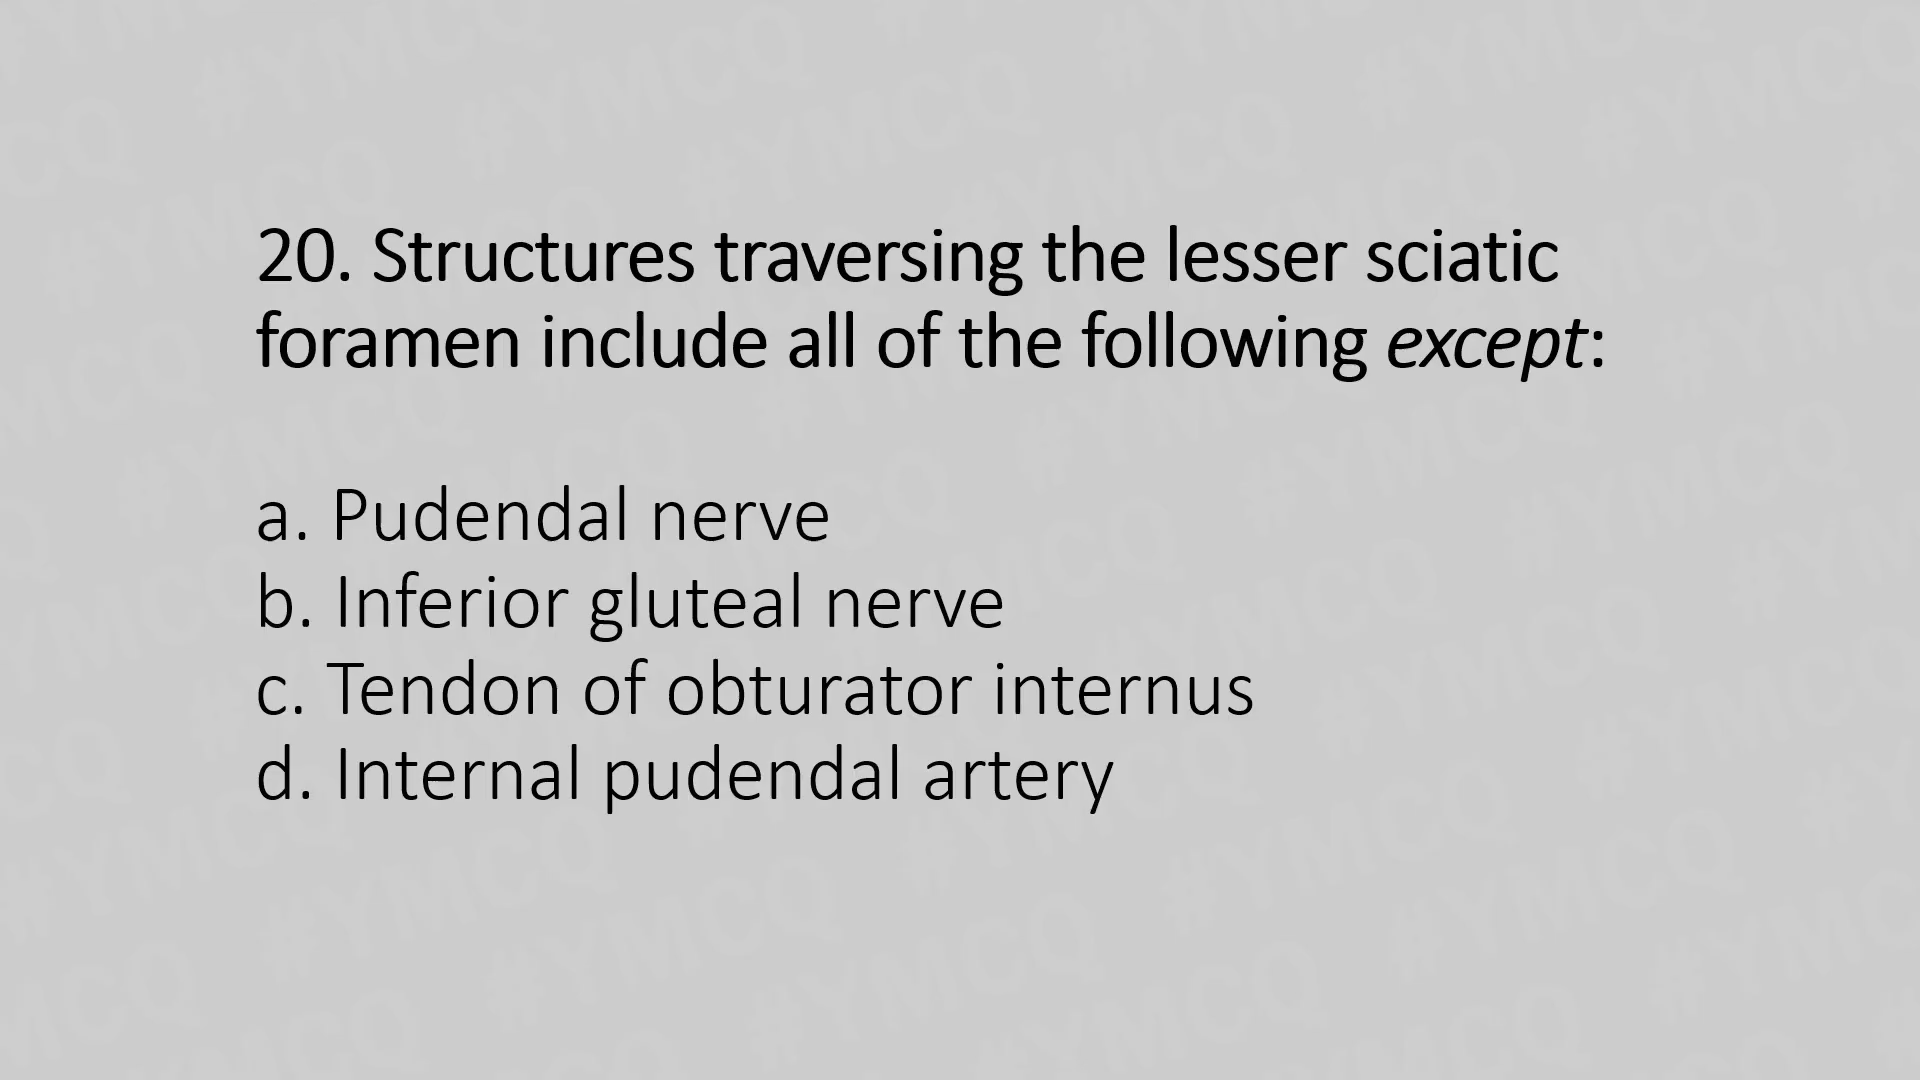 20. Structures traversing the lesser sciatic
foramen include all of the following except:
a. Pudendal nerve
b. Inferior gluteal nerve
c. Tendon of obturator internus
d. Internal pudendal artery
#YMCQ